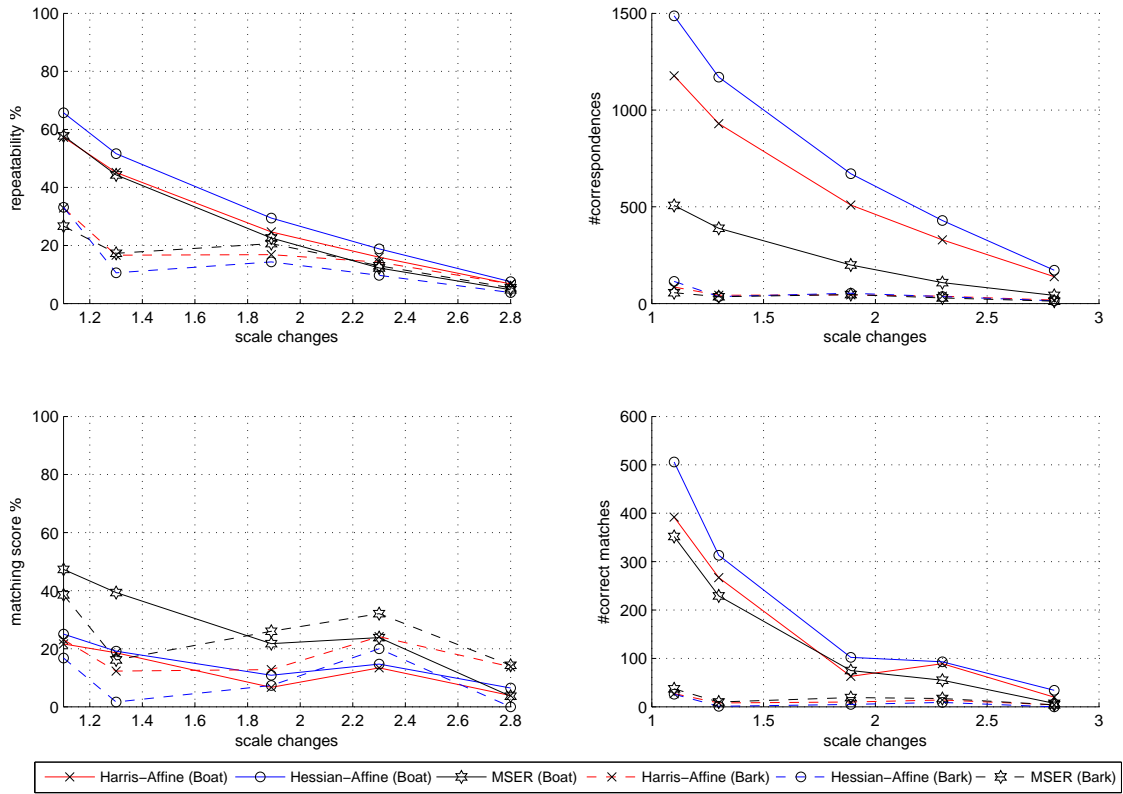 100
80
60
40
20
0
repeatability %
1.2 1.4 1.6 1.8 2 2.2 2.4 2.6 2.8
scale changes
1500
1000
500
0
#correspondences
1 1.5 2 2.5 3
scale changes
100
80
60
40
20
0
matching score %
1.2 1.4 1.6 1.8 2 2.2 2.4 2.6 2.8
scale changes
600
500
400
300
200
100
0
#correct matches
1 1.5 2 2.5 3
scale changes
Harris−Affine (Boat) Hessian−Affine (Boat) MSER (Boat) Harris−Affine (Bark) Hessian−Affine (Bark) MSER (Bark)